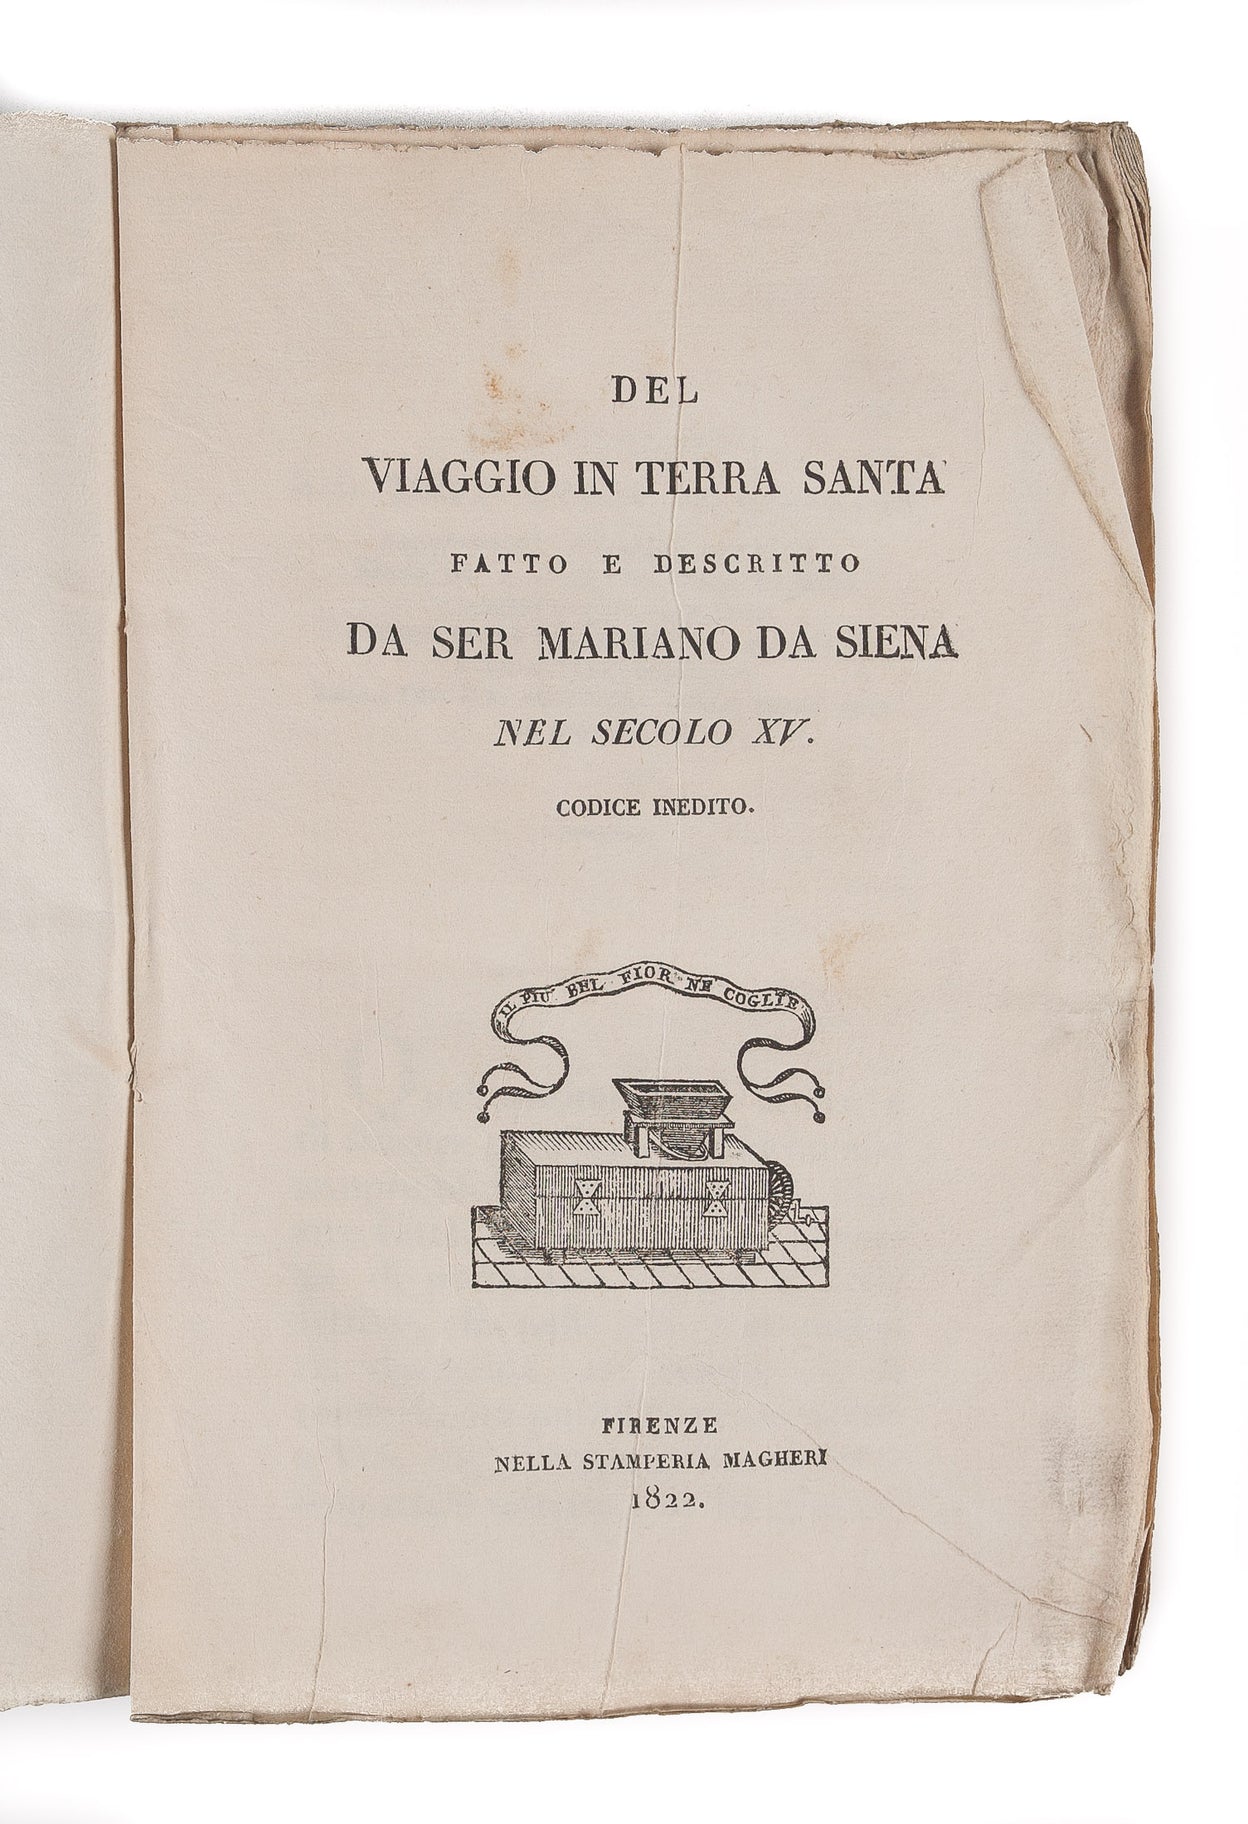 DEL
VIAGGIO IN TERRA SANTA
FATTO E DESCRITTO
DA SER MARIANO DA SIENA
NEL SECOLO XV.
CODICE INEDITO.
IL PIU BEL FIOR NE COGLIE
FIRENZE
NELLA STAMPERIA MAGHERI
1822.